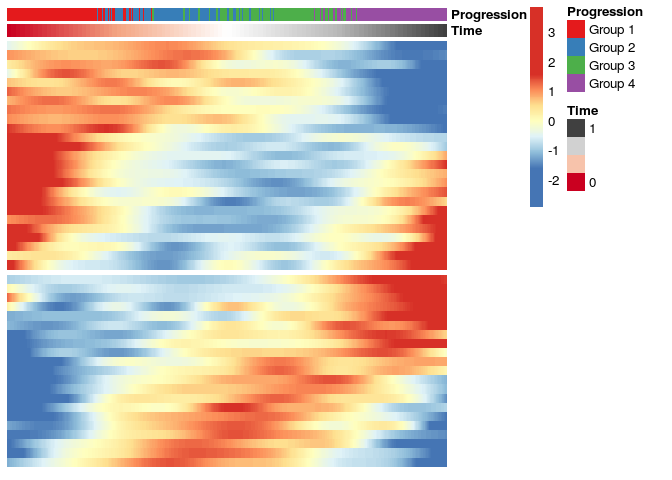 Progression
Time
3
2
1
0
-1
-2
Progression
Group 1
Group 2
Group 3
Group 4
Time
1
0